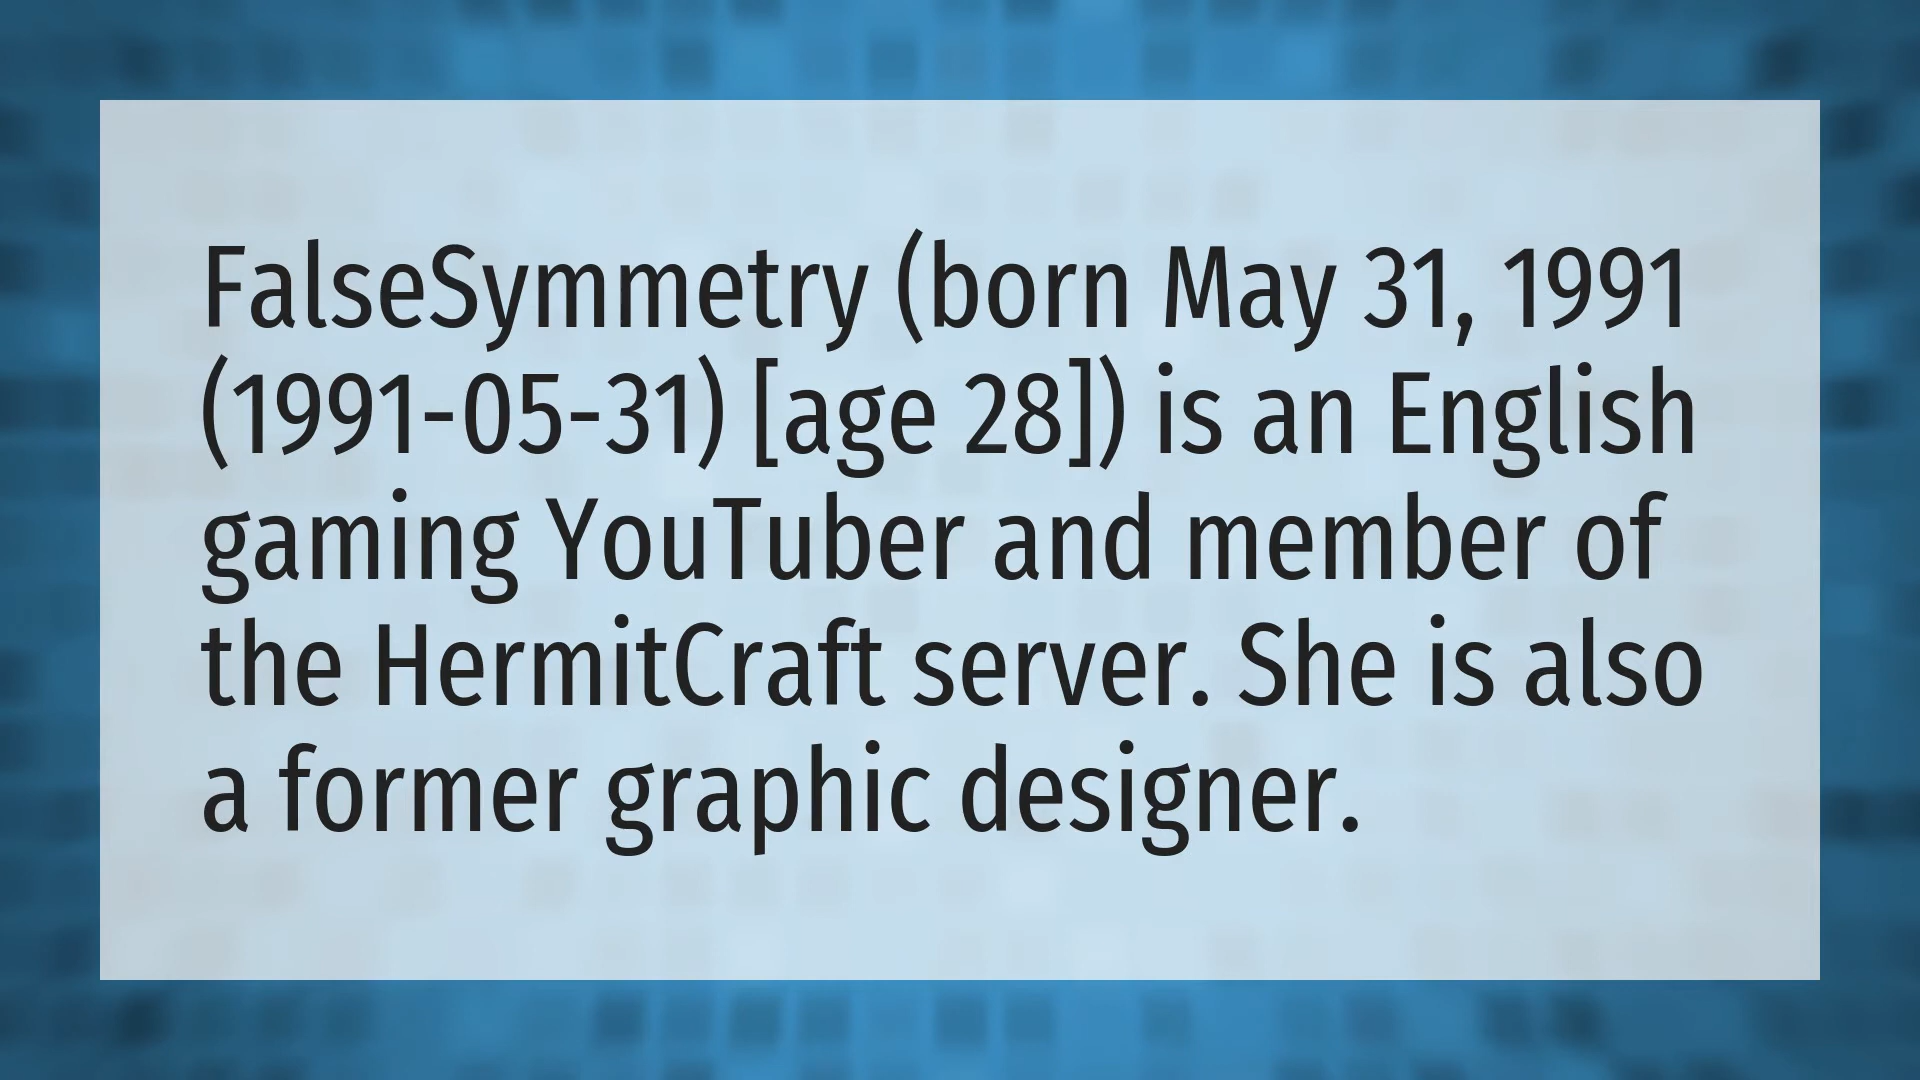 FalseSymmetry (born May 31, 1991
(1991-05-31) [age 28]) is an English
gaming YouTuber and member of
the HermitCraft server. She is also
a former graphic designer.